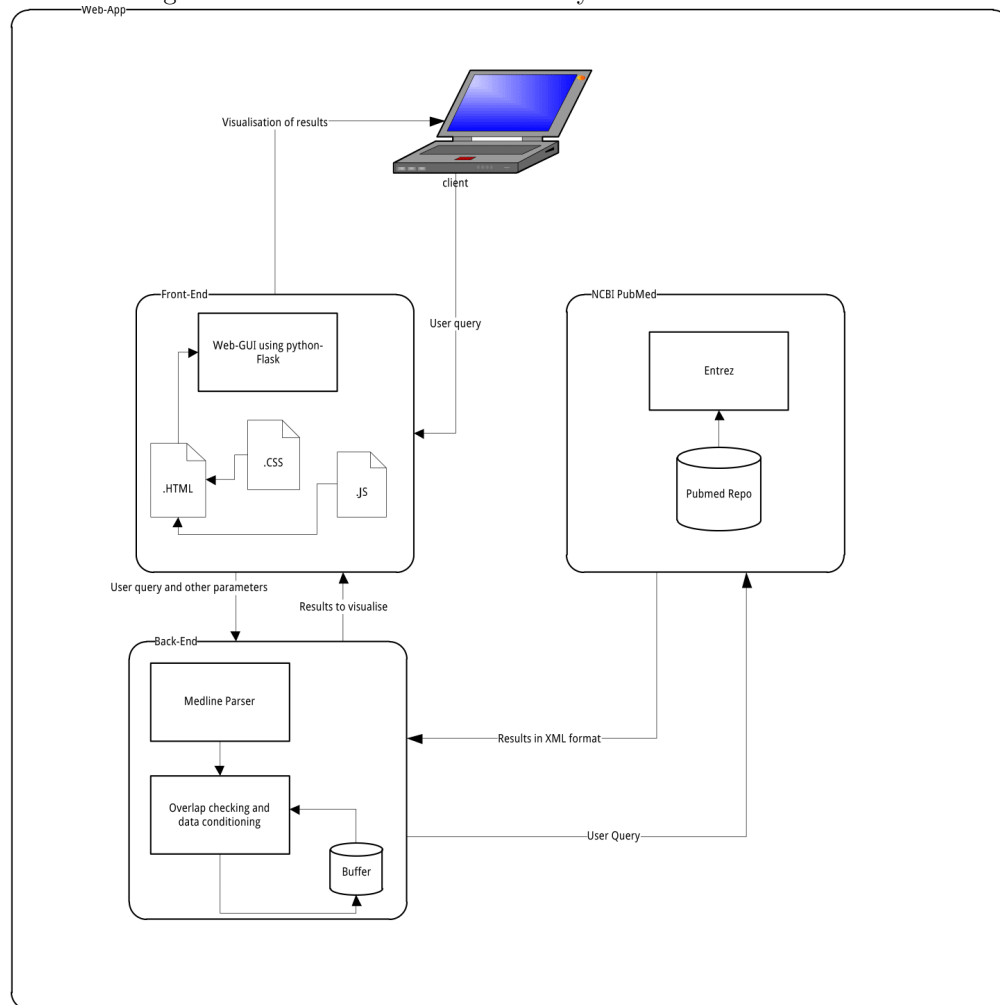 Web-App
Visualisation of results
client
Front-End
User query
NCBI PubMed
Web-GUI using python-
Flask
Entrez
.CSS
.HTML
.JS
Pubmed Repo
User query and other parameters
Results to visualise
Back-End
Medline Parser
Results in XML format
Overlap checking and
data conditioning
User Query
Buffer